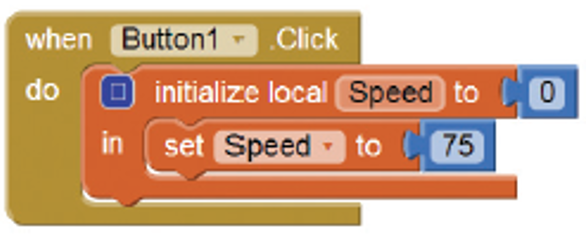 when Button1 .Click
do initialize local Speed to 0
in set Speed to 75